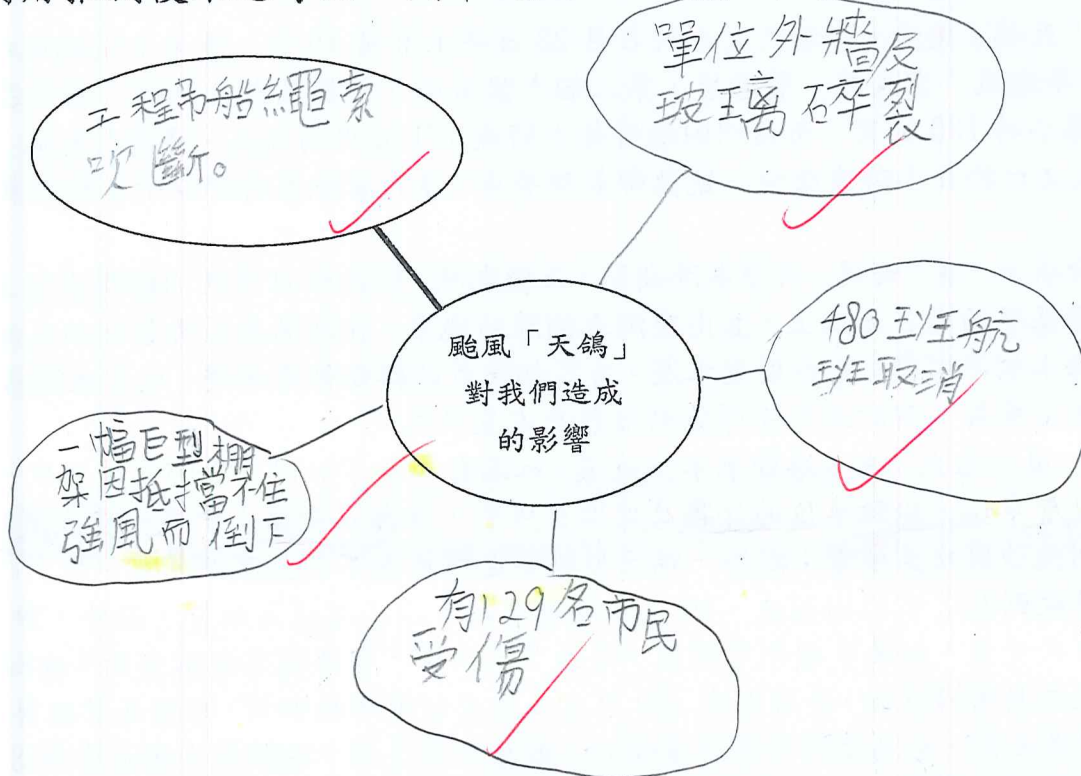 工程吊船繩索
吹斷。
單位外牆及
玻璃碎裂
颱風「天鴿」
對我們造成
的影響
480班航
班取消
一幅巨型棚
架因抵擋不住
強風而倒下
有129名市民
受傷